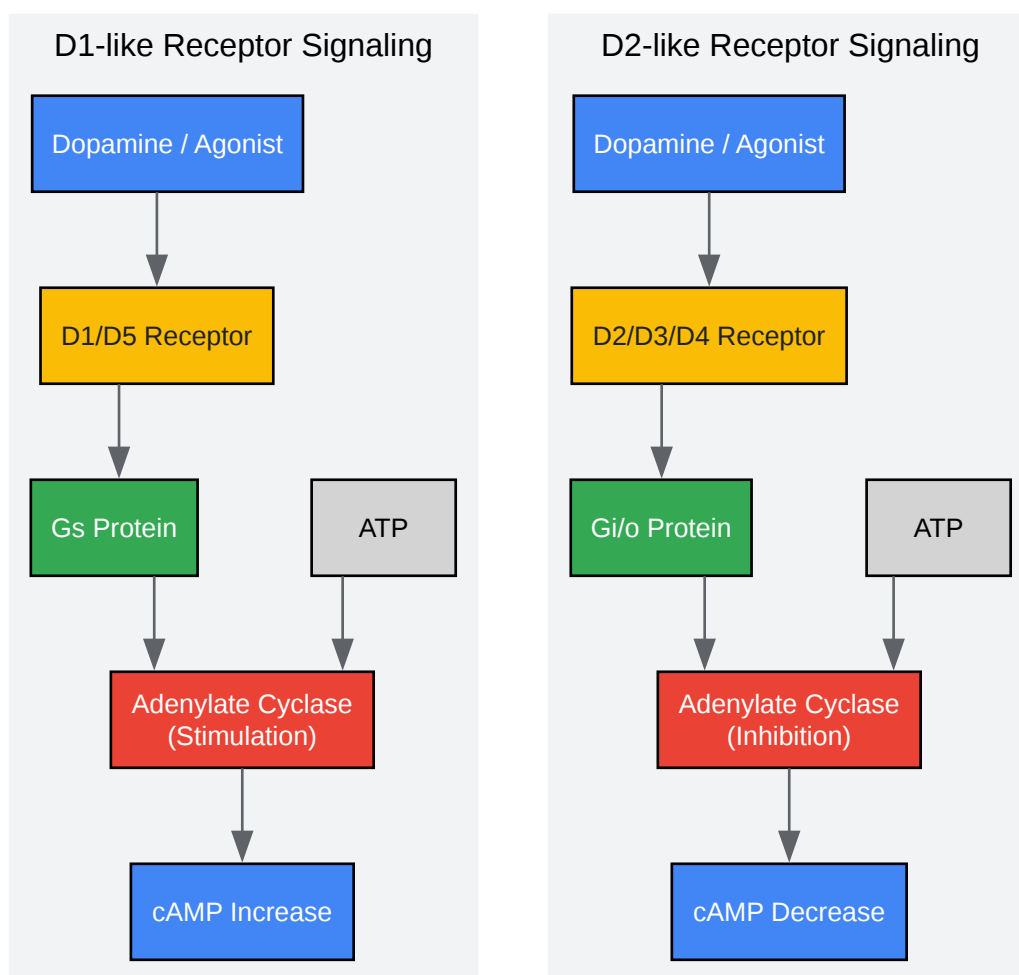 D1-like Receptor Signaling
Dopamine / Agonist
D1/D5 Receptor
Gs Protein
ATP
Adenylate Cyclase
(Stimulation)
cAMP Increase
D2-like Receptor Signaling
Dopamine / Agonist
D2/D3/D4 Receptor
Gi/o Protein
ATP
Adenylate Cyclase
(Inhibition)
cAMP Decrease